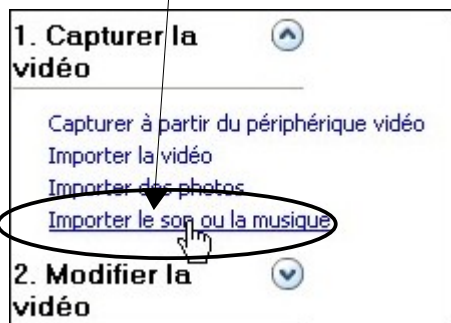 1. Capturer la
vidéo
Capturer à partir du périphérique vidéo
Importer la vidéo
Importer des photos
Importer le son ou la musique
2. Modifier la
vidéo